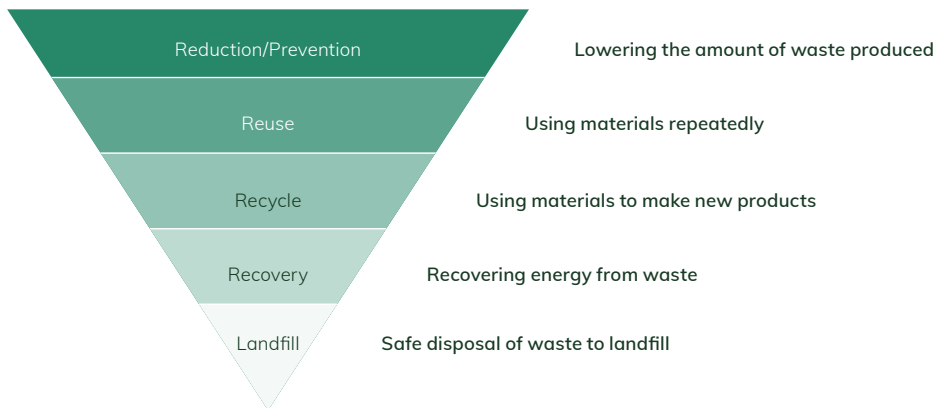 Reduction/Prevention Lowering the amount of waste produced
Reuse Using materials repeatedly
Recycle Using materials to make new products
Recovery Recovering energy from waste
Landfill Safe disposal of waste to landfill